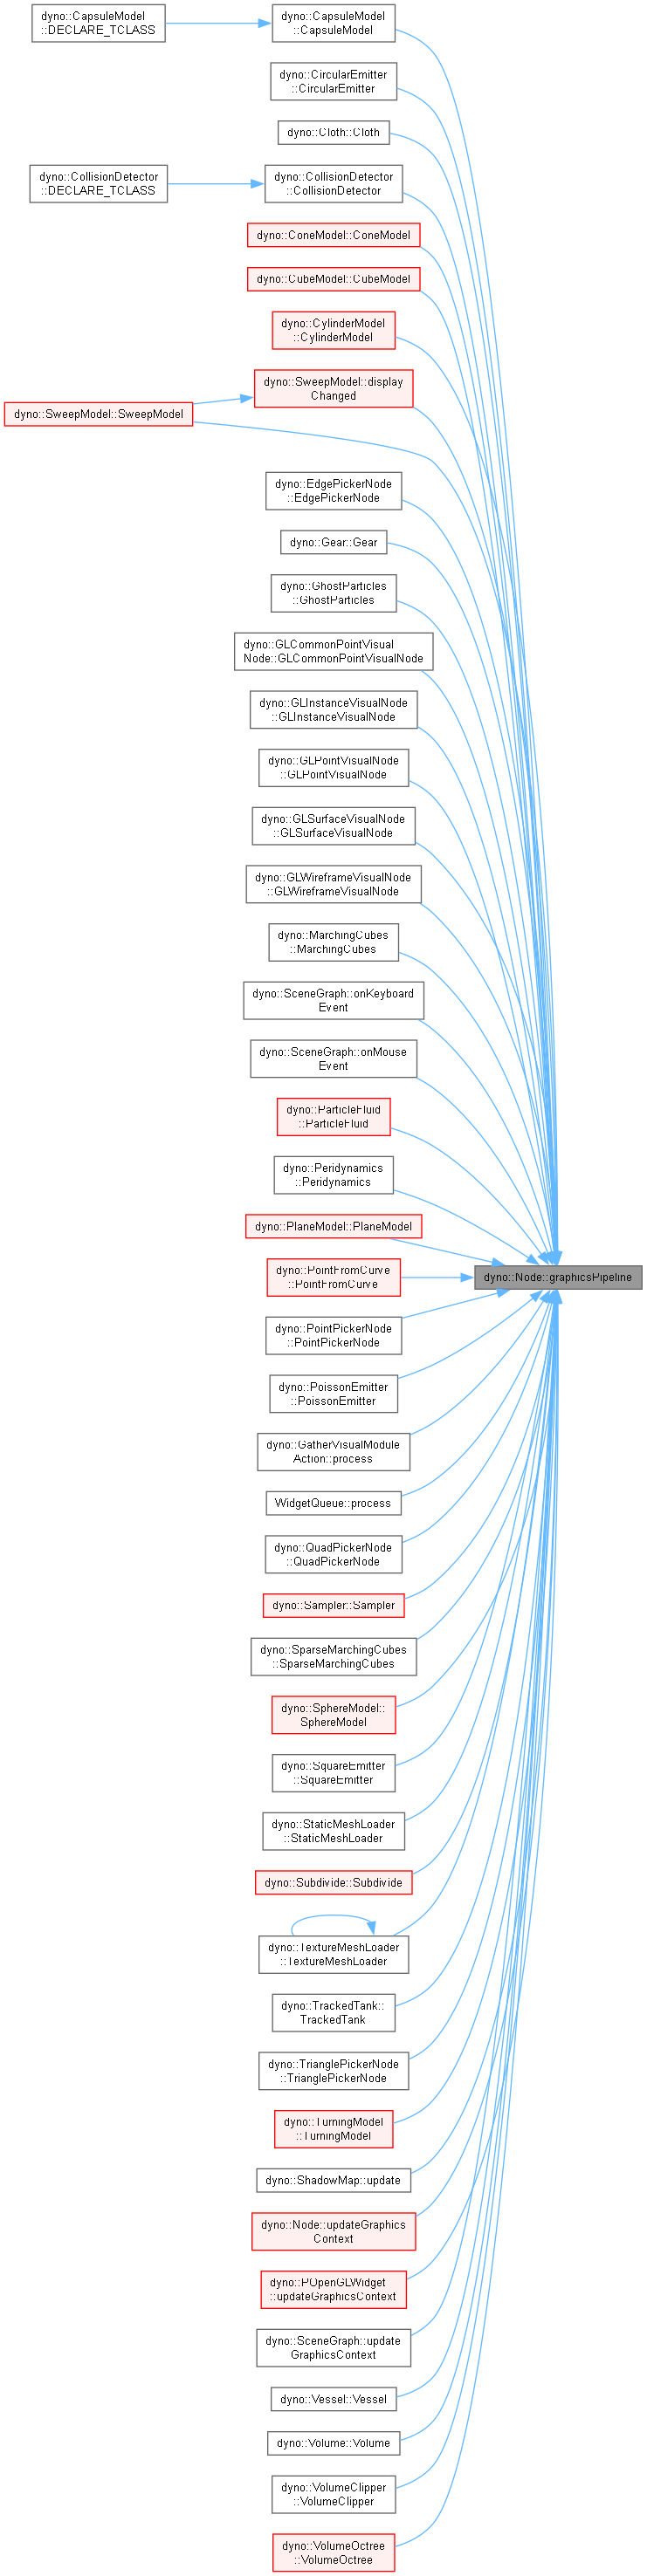 dyno::CapsuleModel
::DECLARE_TCLASS
dyno::CapsuleModel
::CapsuleModel
dyno::CircularEmitter
::CircularEmitter
dyno::Cloth::Cloth
dyno::CollisionDetector
::DECLARE_TCLASS
dyno::CollisionDetector
::CollisionDetector
dyno::ConeModel::ConeModel
dyno::CubeModel::CubeModel
dyno::CylinderModel
::CylinderModel
dyno::SweepModel::display
Changed
dyno::SweepModel::SweepModel
dyno::EdgePickerNode
::EdgePickerNode
dyno::Gear::Gear
dyno::GhostParticles
::GhostParticles
dyno::GLCommonPointVisual
Node::GLCommonPointVisualNode
dyno::GLInstanceVisualNode
::GLInstanceVisualNode
dyno::GLPointVisualNode
::GLPointVisualNode
dyno::GLSurfaceVisualNode
::GLSurfaceVisualNode
dyno::GLWireframeVisualNode
::GLWireframeVisualNode
dyno::MarchingCubes
::MarchingCubes
dyno::SceneGraph::onKeyboard
Event
dyno::SceneGraph::onMouse
Event
dyno::ParticleFluid
::ParticleFluid
dyno::Peridynamics
::Peridynamics
dyno::PlaneModel::PlaneModel
dyno::PointFromCurve
::PointFromCurve
dyno::Node::graphicsPipeline
dyno::PointPickerNode
::PointPickerNode
dyno::PoissonEmitter
::PoissonEmitter
dyno::GatherVisualModule
Action::process
WidgetQueue::process
dyno::QuadPickerNode
::QuadPickerNode
dyno::Sampler::Sampler
dyno::SparseMarchingCubes
::SparseMarchingCubes
dyno::SphereModel::
SphereModel
dyno::SquareEmitter
::SquareEmitter
dyno::StaticMeshLoader
::StaticMeshLoader
dyno::Subdivide::Subdivide
dyno::TextureMeshLoader
::TextureMeshLoader
dyno::TrackedTank::
TrackedTank
dyno::TrianglePickerNode
::TrianglePickerNode
dyno::TurningModel
::TurningModel
dyno::ShadowMap::update
dyno::Node::updateGraphics
Context
dyno::POpenGLWidget
::updateGraphicsContext
dyno::SceneGraph::update
GraphicsContext
dyno::Vessel::Vessel
dyno::Volume::Volume
dyno::VolumeClipper
::VolumeClipper
dyno::VolumeOctree
::VolumeOctree